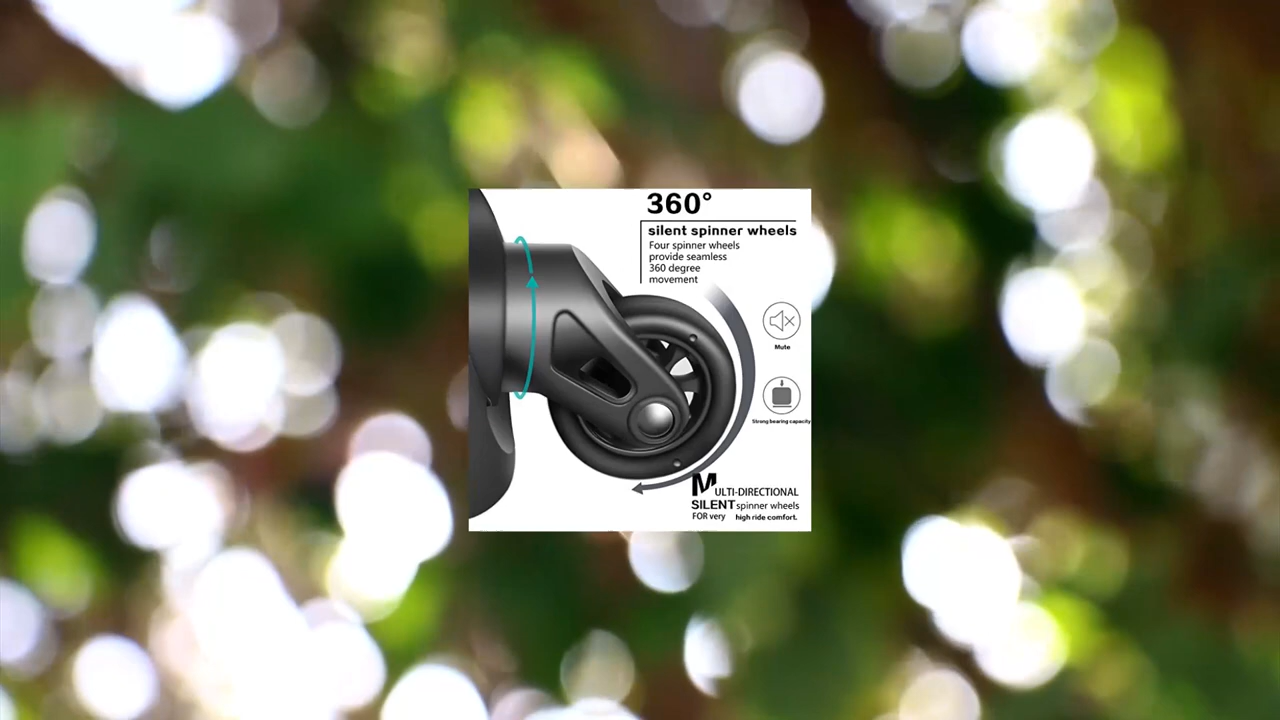 360°
silent spinner wheels
Four spinner wheels
provide seamless
360 degree
movement
Mute
Strong bearing capacity
MULTI-DIRECTIONAL
SILENT spinner wheels
FOR very high ride comfort.